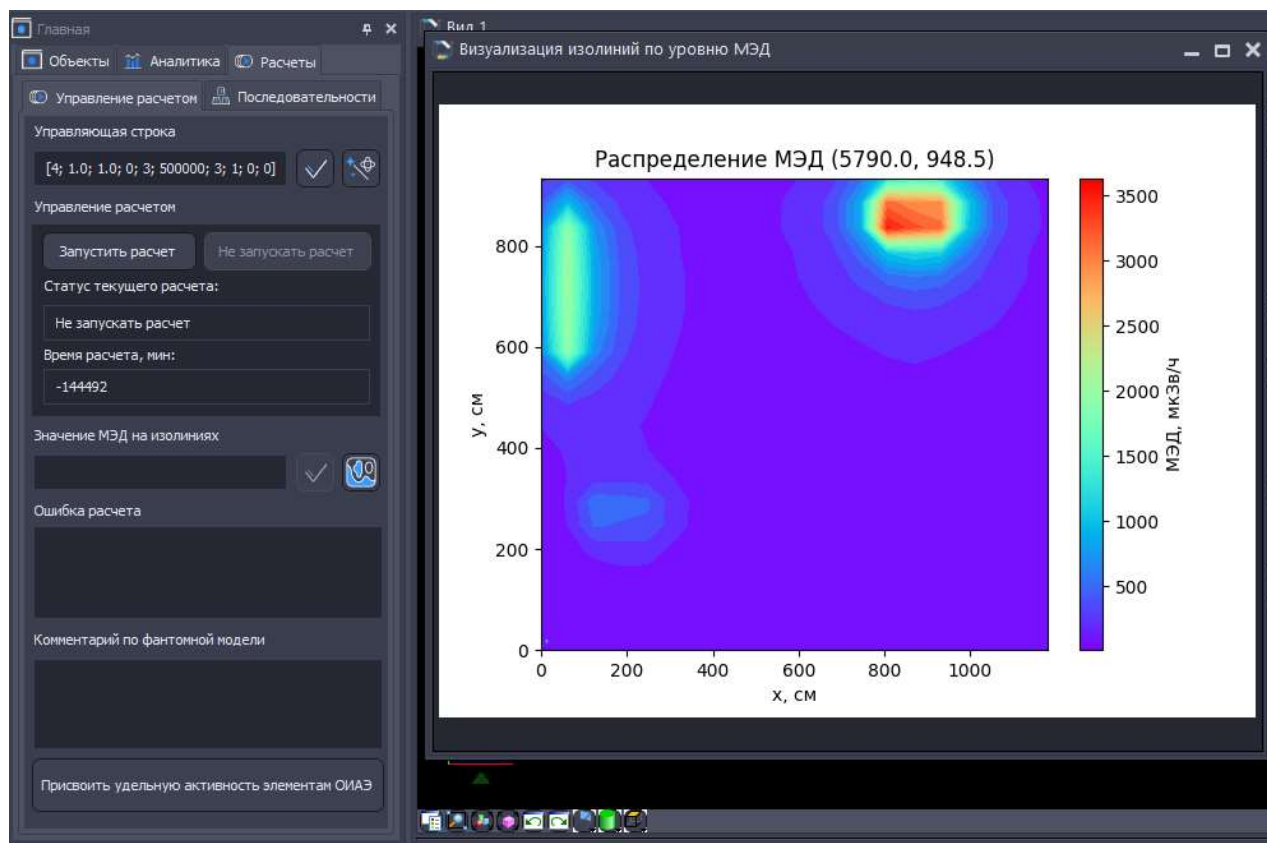 Главная
Объекты Аналитика Расчеты
Управление расчетом Последовательности
Управляющая строка
[4; 1.0; 1.0; 0; 3; 500000; 3; 1; 0; 0]
Управление расчетом
Запустить расчет Не запускать расчет
Статус текущего расчета:
Не запускать расчет
Время расчета, мин:
-144492
Значение МЭД на изолиниях
Ошибка расчета
Комментарий по фантомной модели
Присвоить удельную активность элементам ОИАЭ
Вид 1
Визуализация изолиний по уровню МЭД
Распределение МЭД (5790.0, 948.5)
800
600
400
200
0
y, см
0 200 400 600 800 1000
x, см
3500
3000
2500
2000
1500
1000
500
МЭД, мкЗв/ч